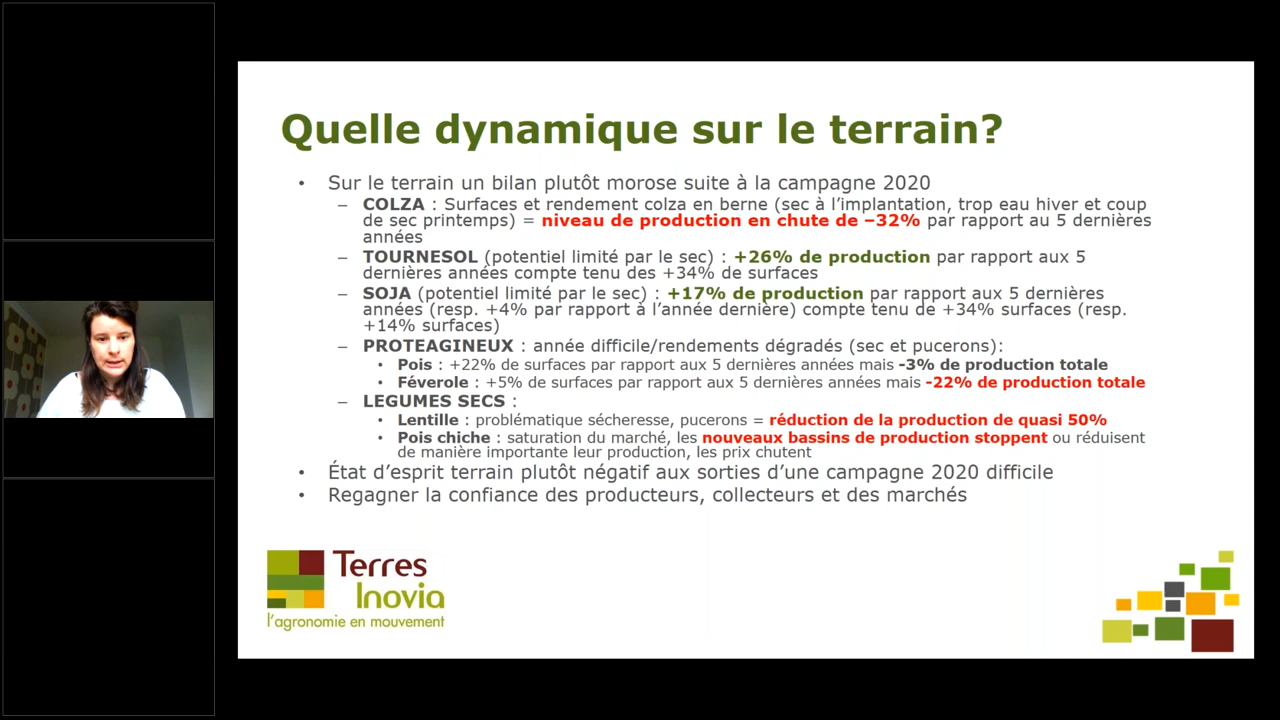 Quelle dynamique sur le terrain?
• Sur le terrain un bilan plutôt morose suite à la campagne 2020
– COLZA : Surfaces et rendement colza en berne (sec à l’implantation, trop eau hiver et coup
de sec printemps) = niveau de production en chute de –32% par rapport au 5 dernières
années
– TOURNESOL (potentiel limité par le sec) : +26% de production par rapport aux 5
dernières années compte tenu des +34% de surfaces
– SOJA (potentiel limité par le sec) : +17% de production par rapport aux 5 dernières
années (resp. +4% par rapport à l’année dernière) compte tenu de +34% surfaces (resp.
+14% surfaces)
– PROTEAGINEUX : année difficile/rendements dégradés (sec et pucerons):
• Pois : +22% de surfaces par rapport aux 5 dernières années mais -3% de production totale
• Féverole : +5% de surfaces par rapport aux 5 dernières années mais -22% de production totale
– LEGUMES SECS :
• Lentille : problématique sécheresse, pucerons = réduction de la production de quasi 50%
• Pois chiche : saturation du marché, les nouveaux bassins de production stoppent ou réduisent
de manière importante leur production, les prix chutent
• État d’esprit terrain plutôt négatif aux sorties d’une campagne 2020 difficile
• Regagner la confiance des producteurs, collecteurs et des marchés
Terres
Inovia
l’agronomie en mouvement